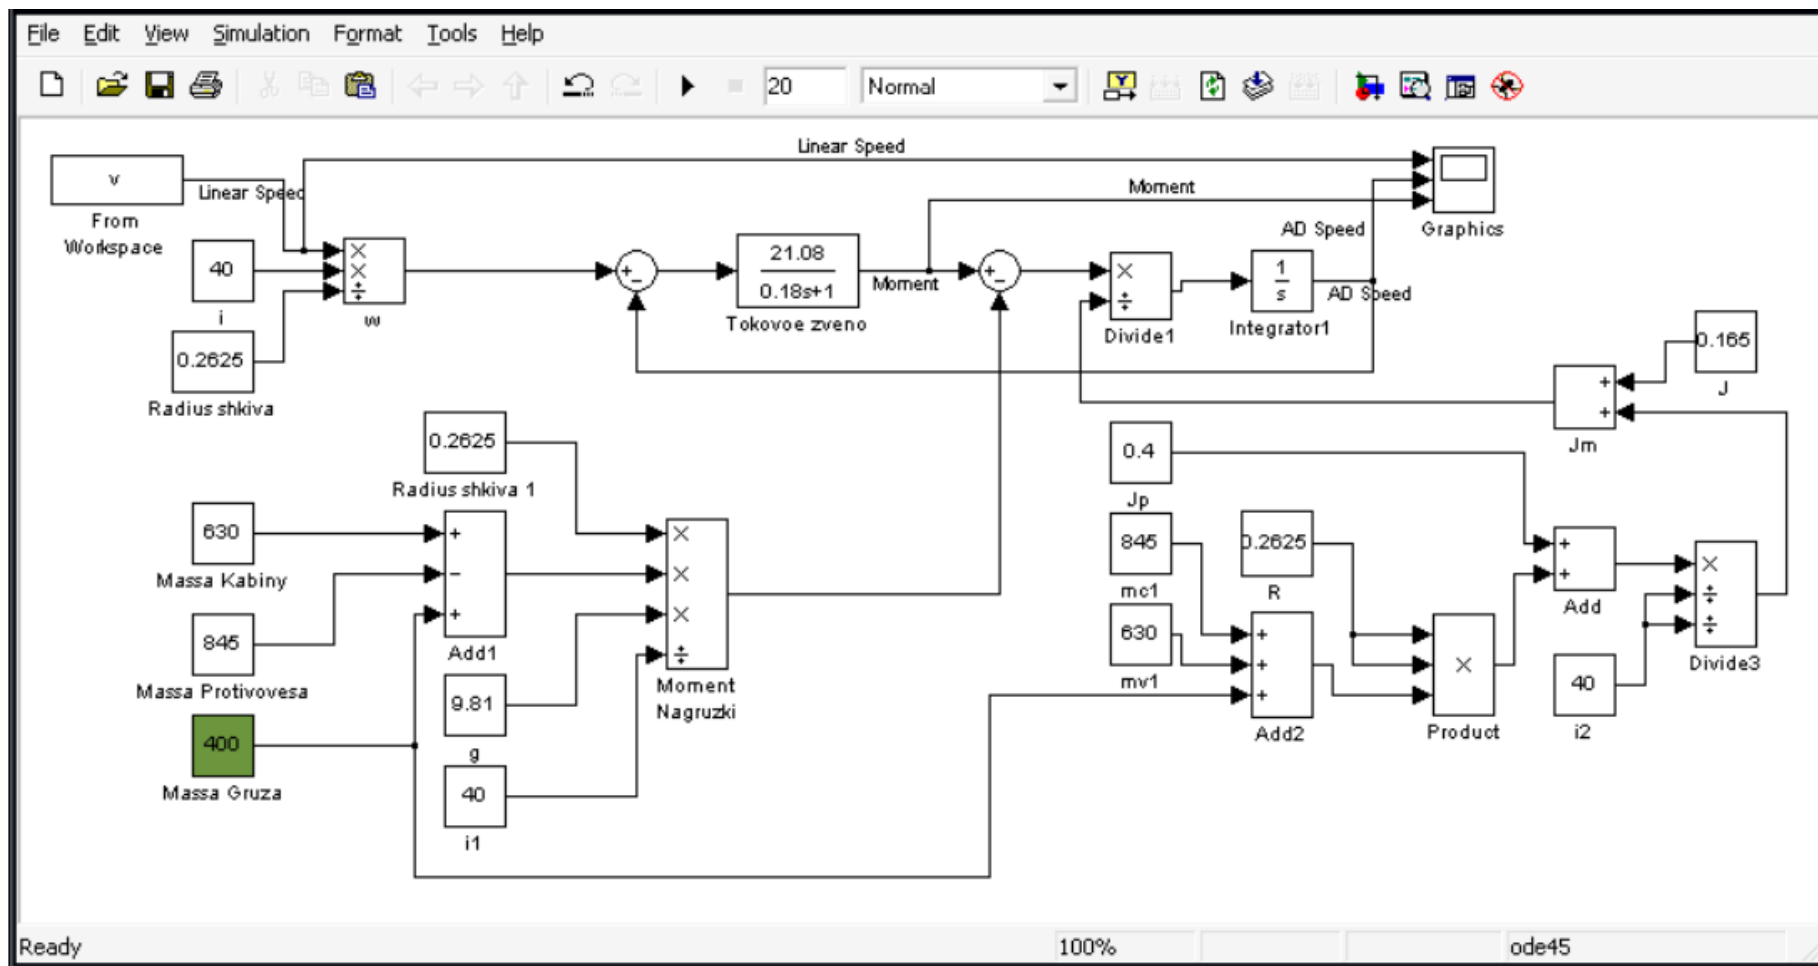 File Edit View Simulation Format Tools Help
20 Normal
v
From
Workspace
Linear Speed
Linear Speed
40
i
0.2625
Radius shkiva
×
×
÷
w
+
−
21.08
0.18s+1
Tokovoe zveno
Moment
Moment
+
−
×
÷
Divide1
1
s
Integrator1
AD Speed
AD Speed
Graphics
0.165
J
+
+
Jm
0.2625
Radius shkiva 1
630
Massa Kabiny
845
Massa Protivovesa
400
Massa Gruza
+
−
+
Add1
9.81
g
40
i1
×
×
×
÷
Moment
Nagruzki
0.4
Jp
845
mc1
630
mv1
0.2625
R
+
+
+
Add2
×
Product
+
+
Add
40
i2
×
÷
÷
Divide3
Ready 100% ode45